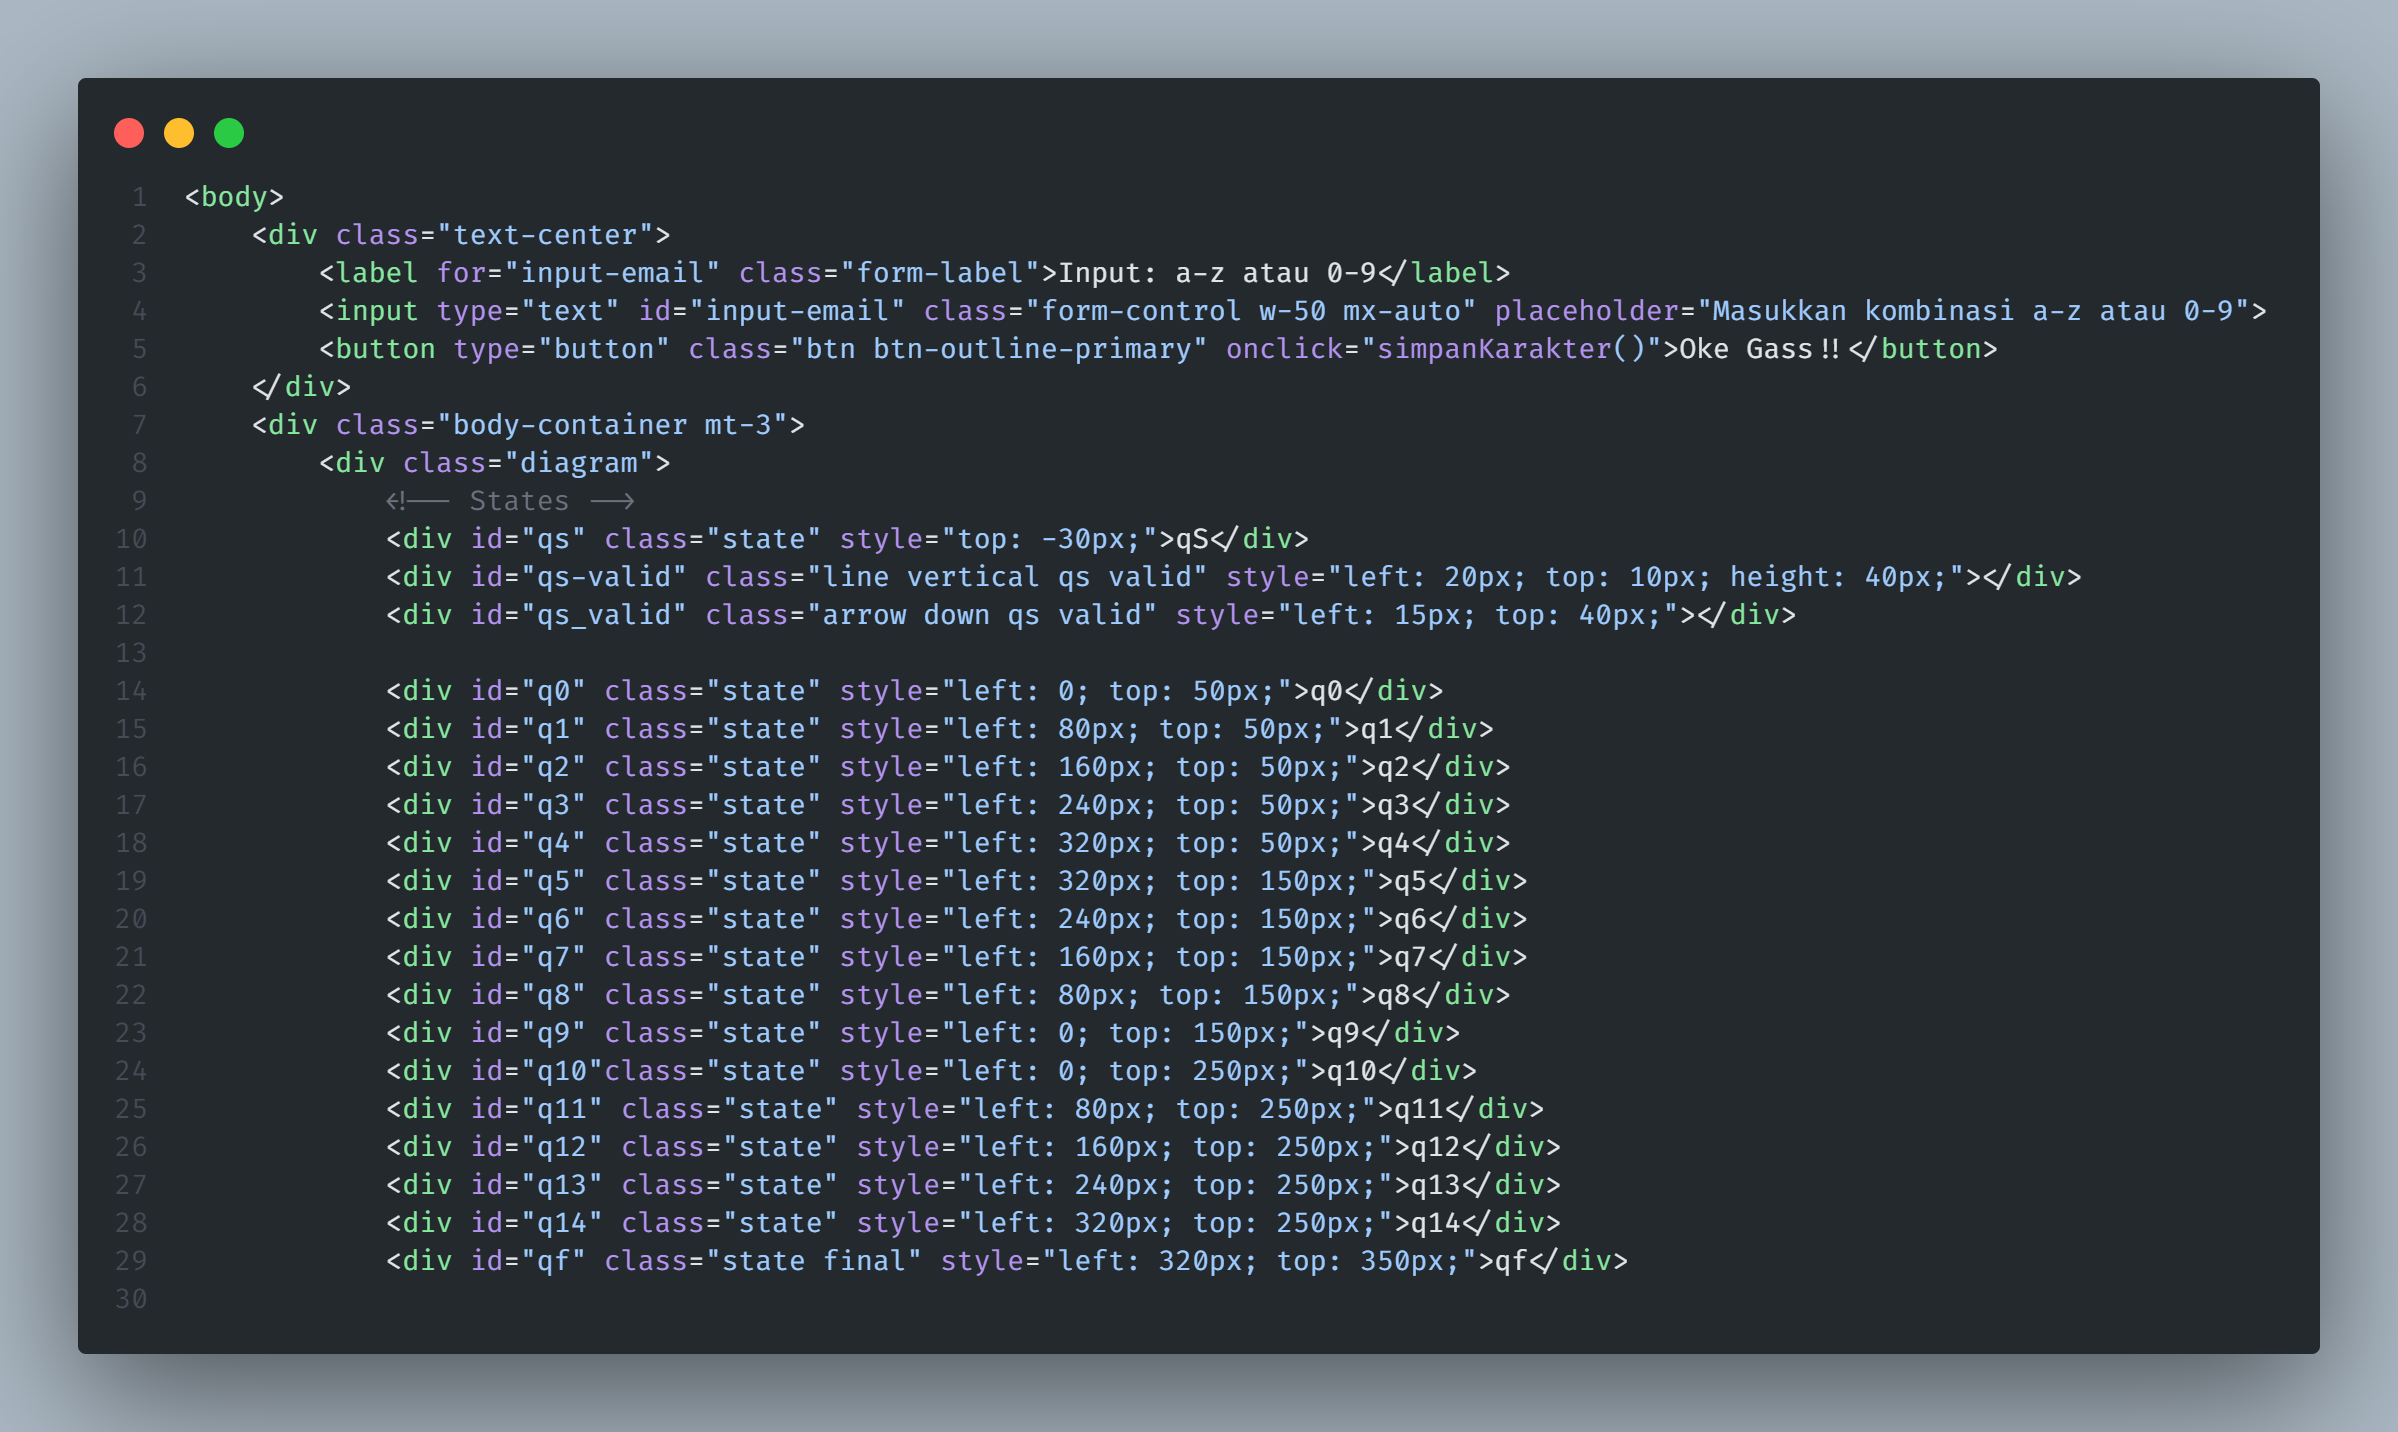 1 <body>
2     <div class="text-center">
3         <label for="input-email" class="form-label">Input: a-z atau 0-9</label>
4         <input type="text" id="input-email" class="form-control w-50 mx-auto" placeholder="Masukkan kombinasi a-z atau 0-9">
5         <button type="button" class="btn btn-outline-primary" onclick="simpanKarakter()">Oke Gass!!</button>
6     </div>
7     <div class="body-container mt-3">
8         <div class="diagram">
9             <!-- States -->
10             <div id="qs" class="state" style="top: -30px;">qS</div>
11             <div id="qs-valid" class="line vertical qs valid" style="left: 20px; top: 10px; height: 40px;"></div>
12             <div id="qs_valid" class="arrow down qs valid" style="left: 15px; top: 40px;"></div>
13
14             <div id="q0" class="state" style="left: 0; top: 50px;">q0</div>
15             <div id="q1" class="state" style="left: 80px; top: 50px;">q1</div>
16             <div id="q2" class="state" style="left: 160px; top: 50px;">q2</div>
17             <div id="q3" class="state" style="left: 240px; top: 50px;">q3</div>
18             <div id="q4" class="state" style="left: 320px; top: 50px;">q4</div>
19             <div id="q5" class="state" style="left: 320px; top: 150px;">q5</div>
20             <div id="q6" class="state" style="left: 240px; top: 150px;">q6</div>
21             <div id="q7" class="state" style="left: 160px; top: 150px;">q7</div>
22             <div id="q8" class="state" style="left: 80px; top: 150px;">q8</div>
23             <div id="q9" class="state" style="left: 0; top: 150px;">q9</div>
24             <div id="q10"class="state" style="left: 0; top: 250px;">q10</div>
25             <div id="q11" class="state" style="left: 80px; top: 250px;">q11</div>
26             <div id="q12" class="state" style="left: 160px; top: 250px;">q12</div>
27             <div id="q13" class="state" style="left: 240px; top: 250px;">q13</div>
28             <div id="q14" class="state" style="left: 320px; top: 250px;">q14</div>
29             <div id="qf" class="state final" style="left: 320px; top: 350px;">qf</div>
30